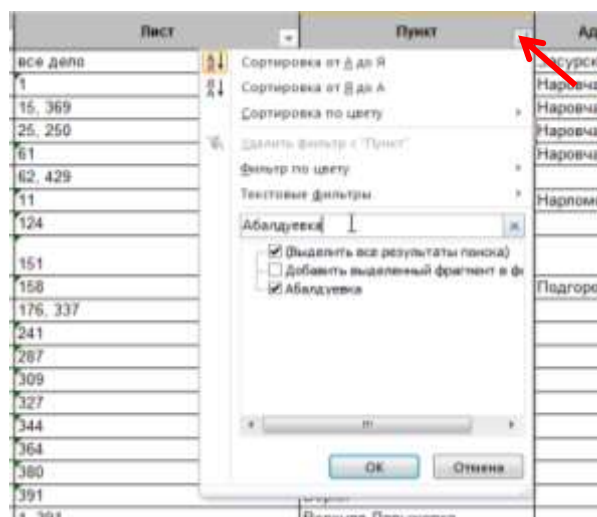 Лист Пункт Ад
все дело
1 Наровча
15, 369 Наровча
25, 250 Наровча
61 Наровча
62, 429
11 Нарпоми
124
151
158 Подгоро
176, 337
241
287
309
327
344
364
380
391
Сортировка от А до Я
Сортировка от Я до А
Сортировка по цвету
Удалить фильтр с "Пункт"
Фильтр по цвету
Текстовые фильтры
Абалдуевка
(Выделить все результаты поиска)
Добавить выделенный фрагмент в ф
Абалдуевка
ОК Отмена